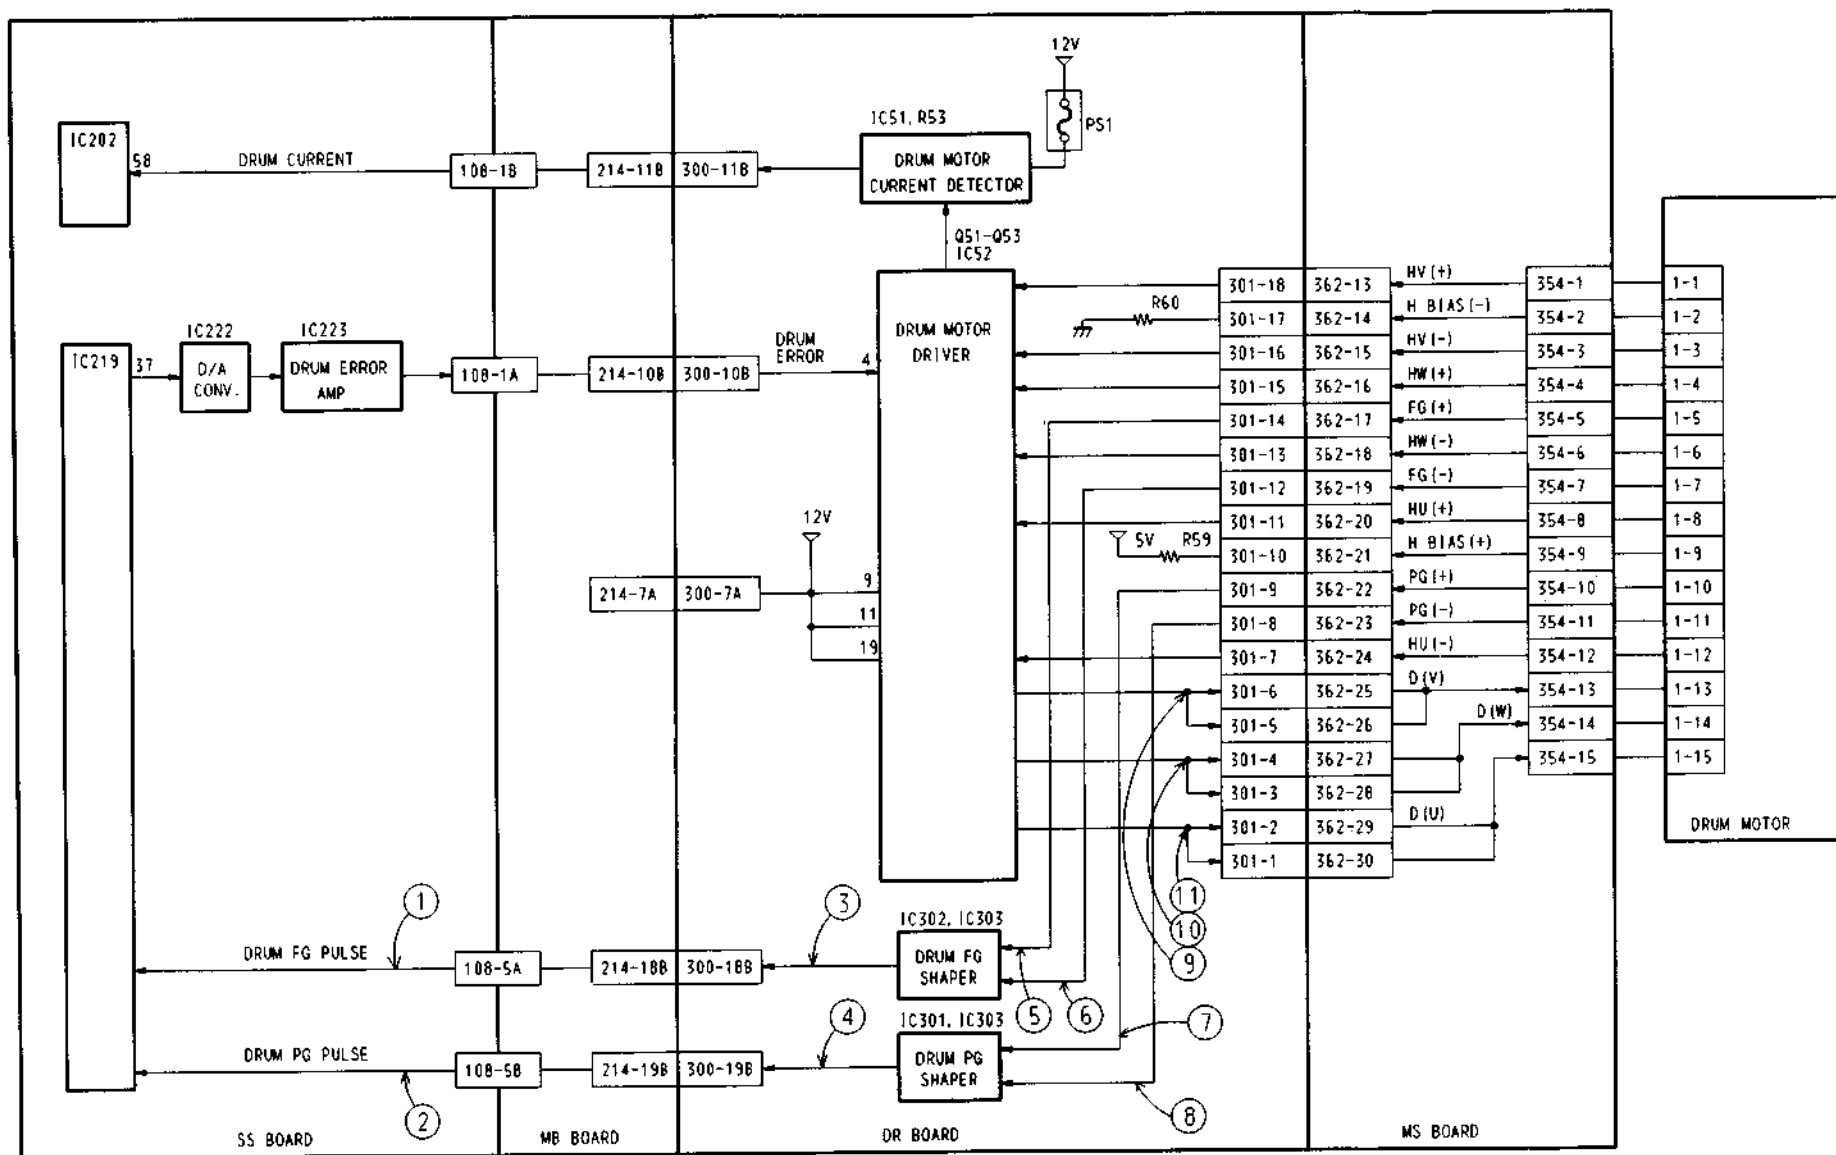 12V
PS1
IC51, R53
DRUM MOTOR
CURRENT DETECTOR
IC202
58
DRUM CURRENT
108-1B
214-11B 300-11B
Q51-Q53
IC52
DRUM MOTOR
DRIVER
IC219
37
IC222
D/A
CONV.
IC223
DRUM ERROR
AMP
108-1A
214-10B 300-10B
DRUM
ERROR
4
12V
214-7A 300-7A
9
11
19
R60
5V R59
301-18 362-13 HV(+) 354-1 1-1
301-17 362-14 H BIAS(-) 354-2 1-2
301-16 362-15 HV(-) 354-3 1-3
301-15 362-16 HW(+) 354-4 1-4
301-14 362-17 FG(+) 354-5 1-5
301-13 362-18 HW(-) 354-6 1-6
301-12 362-19 FG(-) 354-7 1-7
301-11 362-20 HU(+) 354-8 1-8
301-10 362-21 H BIAS(+) 354-9 1-9
301-9 362-22 PG(+) 354-10 1-10
301-8 362-23 PG(-) 354-11 1-11
301-7 362-24 HU(-) 354-12 1-12
301-6 362-25 D(V) 354-13 1-13
301-5 362-26 D(W) 354-14 1-14
301-4 362-27 354-15 1-15
301-3 362-28
301-2 362-29 D(U)
301-1 362-30
DRUM MOTOR
1
3
11
10
9
DRUM FG PULSE
108-5A
214-18B 300-18B
IC302, IC303
DRUM FG
SHAPER
5
6
7
4
IC301, IC303
DRUM PG
SHAPER
DRUM PG PULSE
108-5B
214-19B 300-19B
2
8
SS BOARD
MB BOARD
DR BOARD
MS BOARD